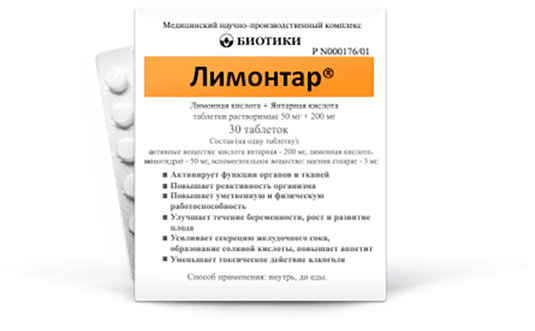 Медицинский научно-производственный комплекс
БИОТИКИ
Р N000176/01
Лимонтар®
Лимонная кислота + Янтарная кислота
таблетки растворимые 50 мг + 200 мг
30 таблеток
Состав (на одну таблетку):
активные вещества: кислота янтарная - 200 мг, лимонная кислота,
моногидрат - 50 мг, вспомогательное вещество: магния стеарат - 3 мг.
■ Активирует функции органов и тканей
■ Повышает реактивность организма
■ Повышает умственную и физическую
работоспособность
■ Улучшает течение беременности, рост и развитие
плода
■ Усиливает секрецию желудочного сока,
образование соляной кислоты, повышает аппетит
■ Уменьшает токсическое действие алкоголя
Способ применения: внутрь, до еды.